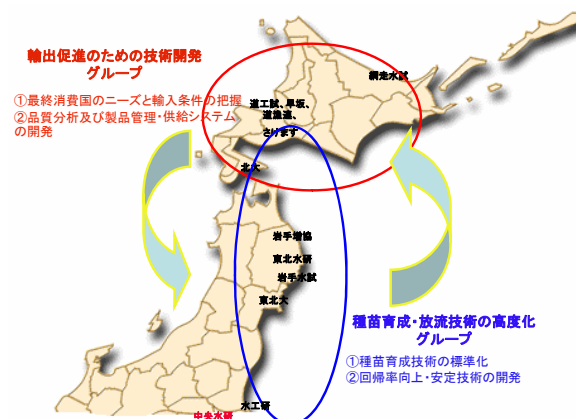 輸出促進のための技術開発
グループ
①最終消費国のニーズと輸入条件の把握
②品質分析及び製品管理・供給システム
の開発
網走水試
道工試、早坂、
道漁連、
さけます
北大
岩手増協
東北水研
岩手水試
東北大
種苗育成・放流技術の高度化
グループ
①種苗育成技術の標準化
②回帰率向上・安定技術の開発
水工研
中央水研